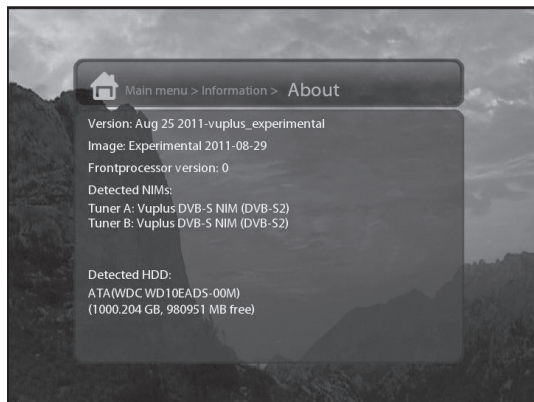 Main menu > Information > About
Version: Aug 25 2011-vuplus_experimental
Image: Experimental 2011-08-29
Frontprocessor version: 0
Detected NIMs:
Tuner A: Vuplus DVB-S NIM (DVB-S2)
Tuner B: Vuplus DVB-S NIM (DVB-S2)
Detected HDD:
ATA(WDC WD10EADS-00M)
(1000.204 GB, 980951 MB free)